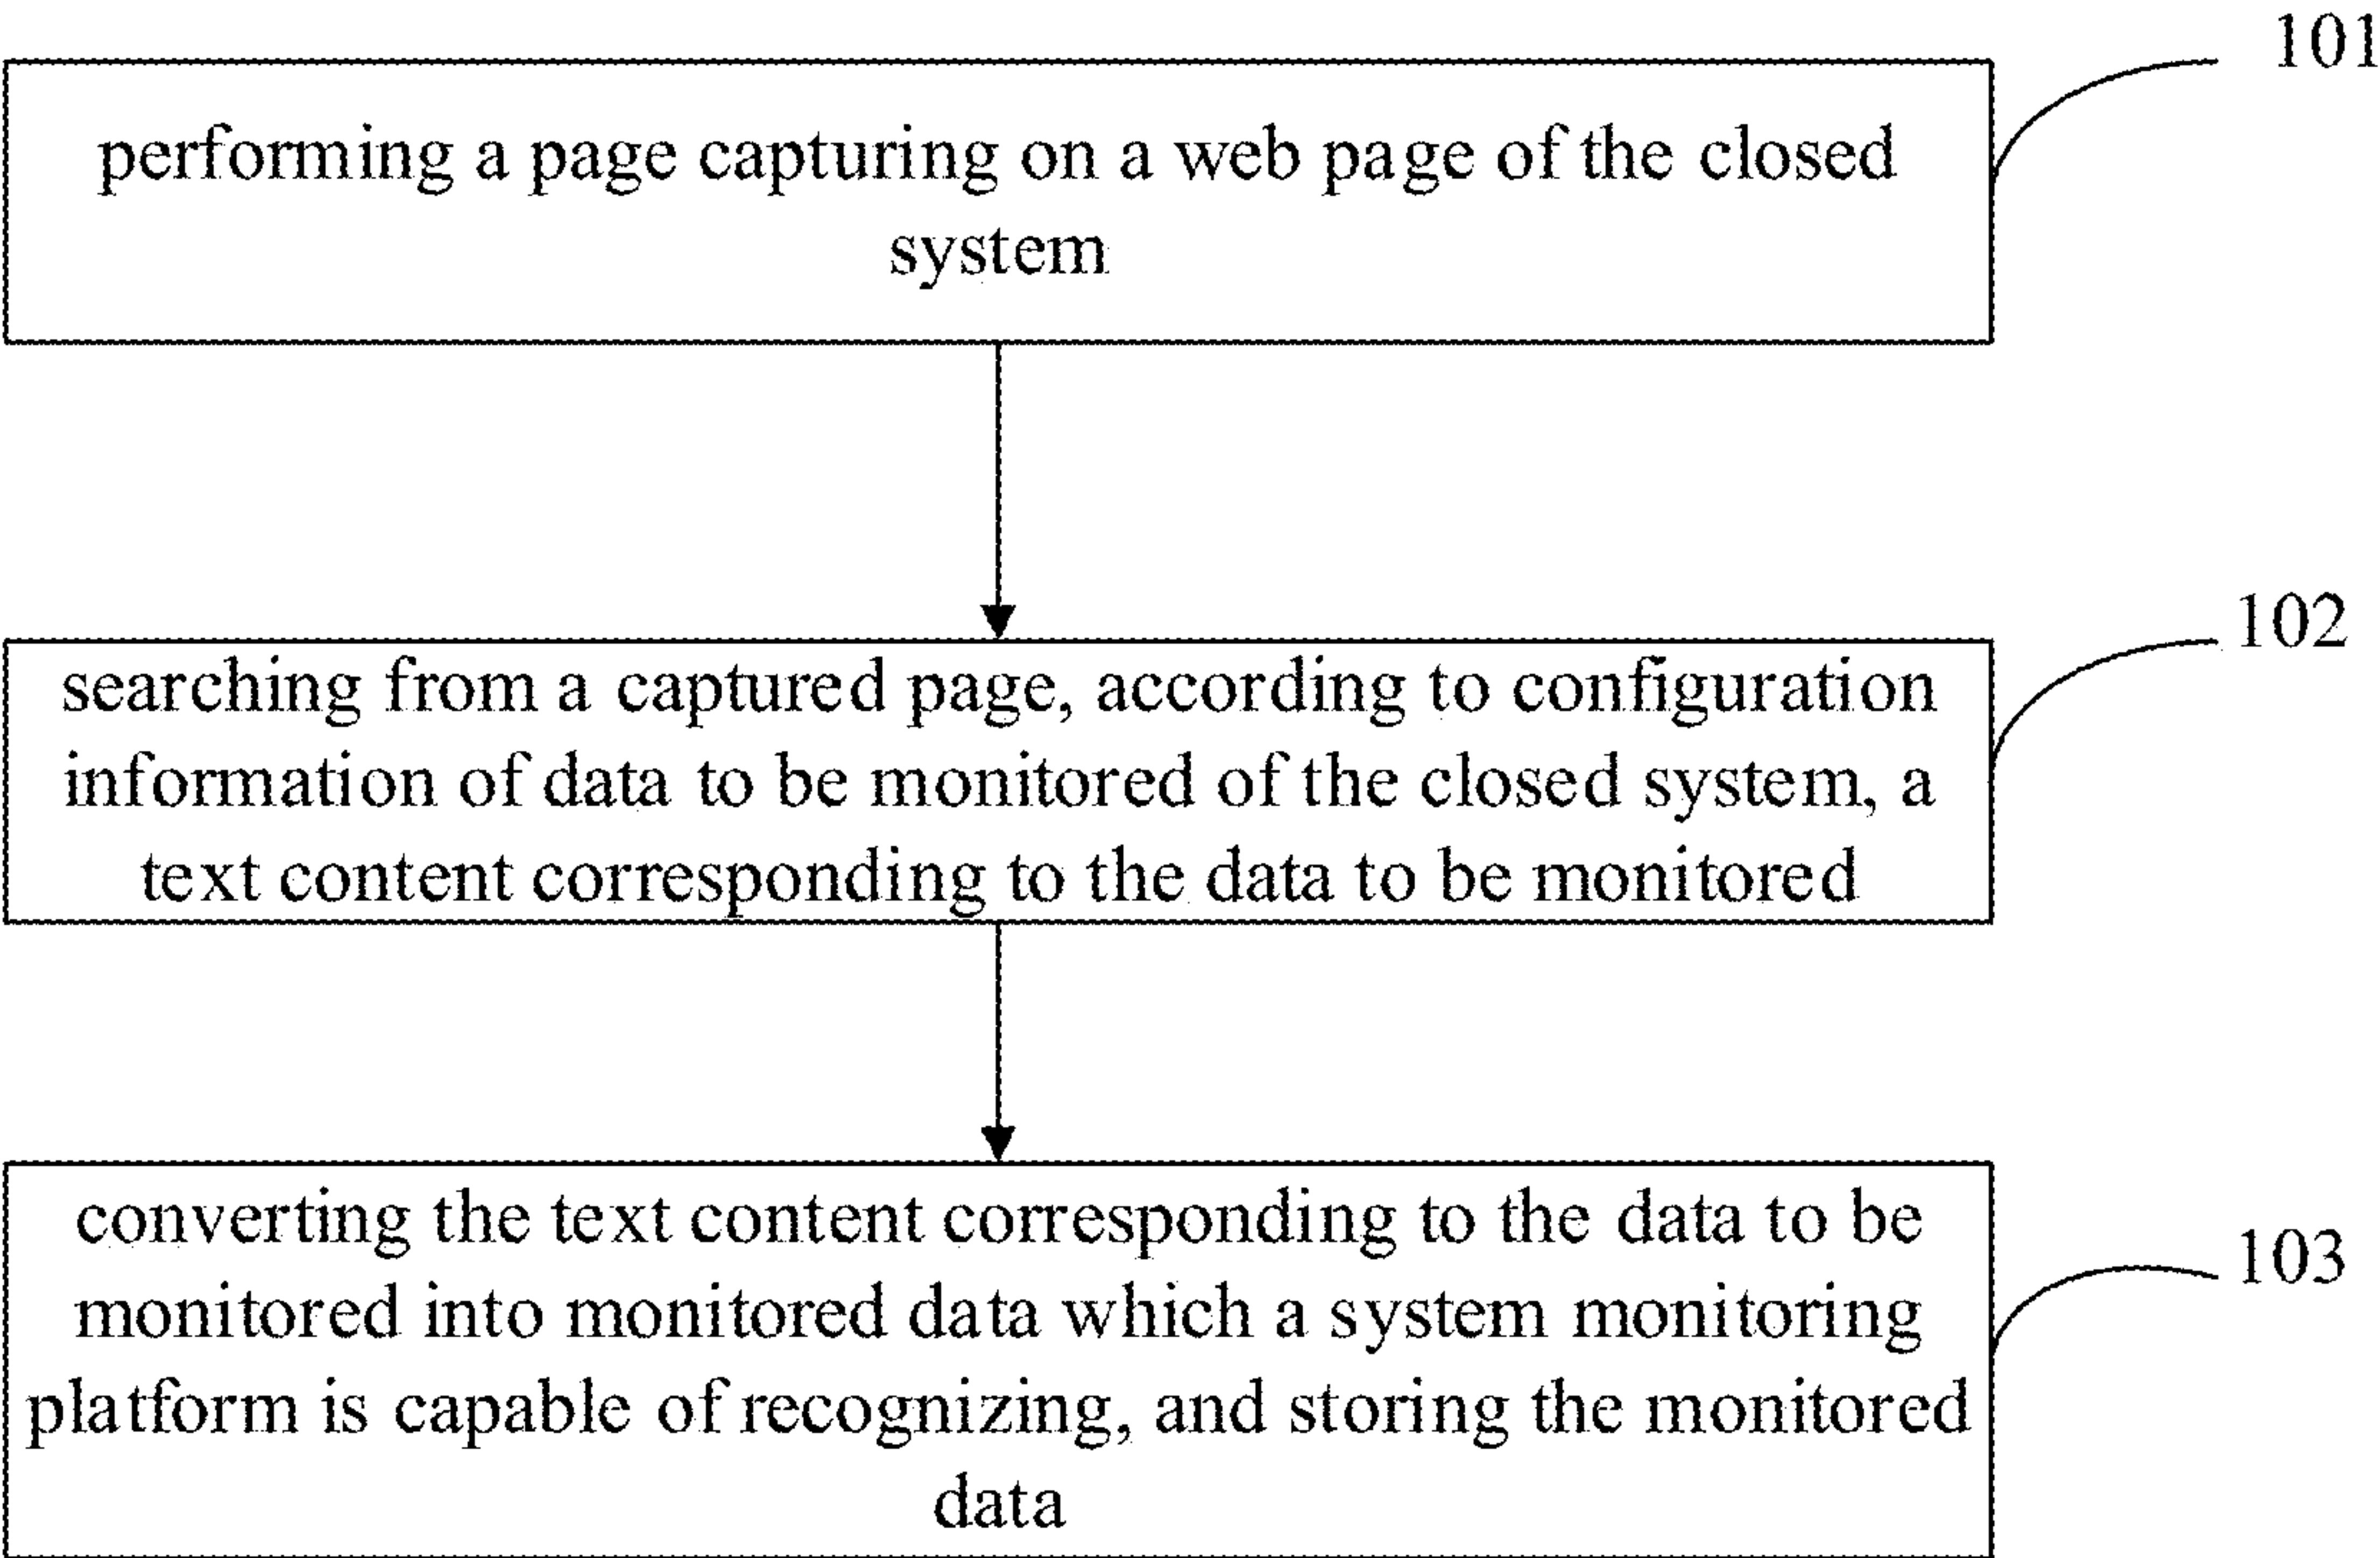 101
performing a page capturing on a web page of the closed
system
102
searching from a captured page, according to configuration
information of data to be monitored of the closed system, a
text content corresponding to the data to be monitored
converting the text content corresponding to the data to be
103
monitored into monitored data which a system monitoring
platform is capable of recognizing, and storing the monitored
data